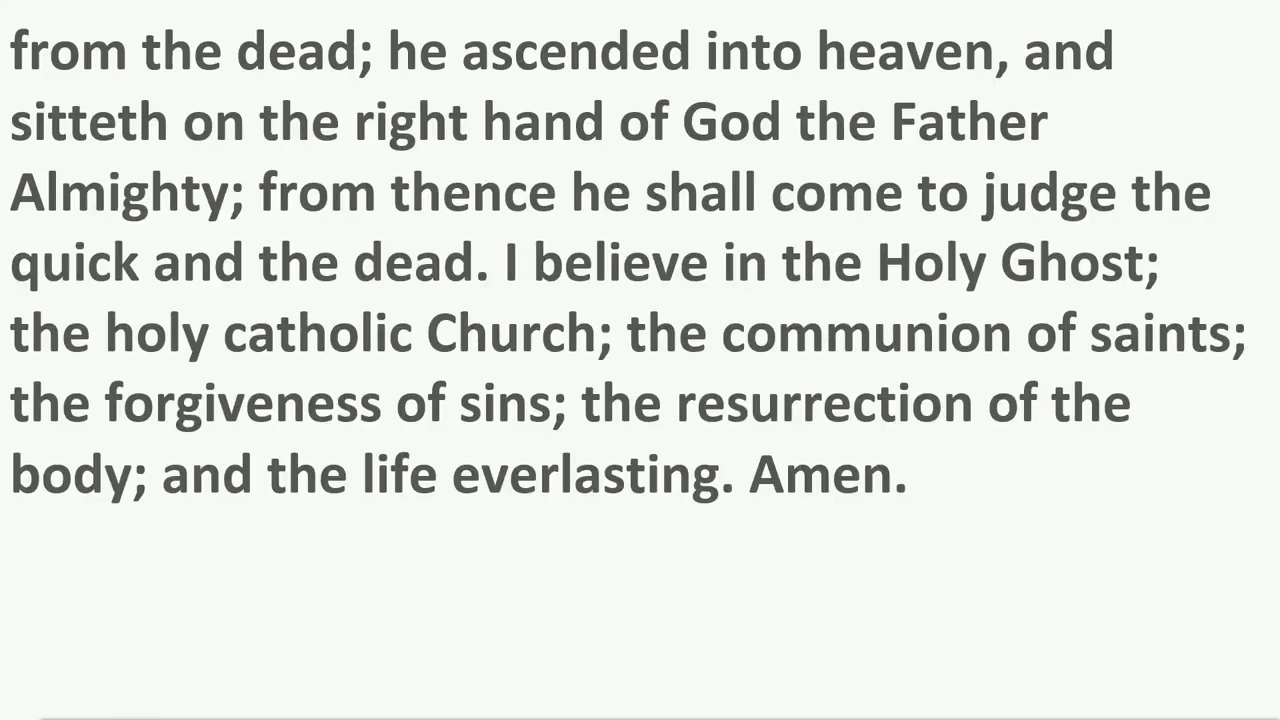 from the dead; he ascended into heaven, and
sitteth on the right hand of God the Father
Almighty; from thence he shall come to judge the
quick and the dead. I believe in the Holy Ghost;
the holy catholic Church; the communion of saints;
the forgiveness of sins; the resurrection of the
body; and the life everlasting. Amen.